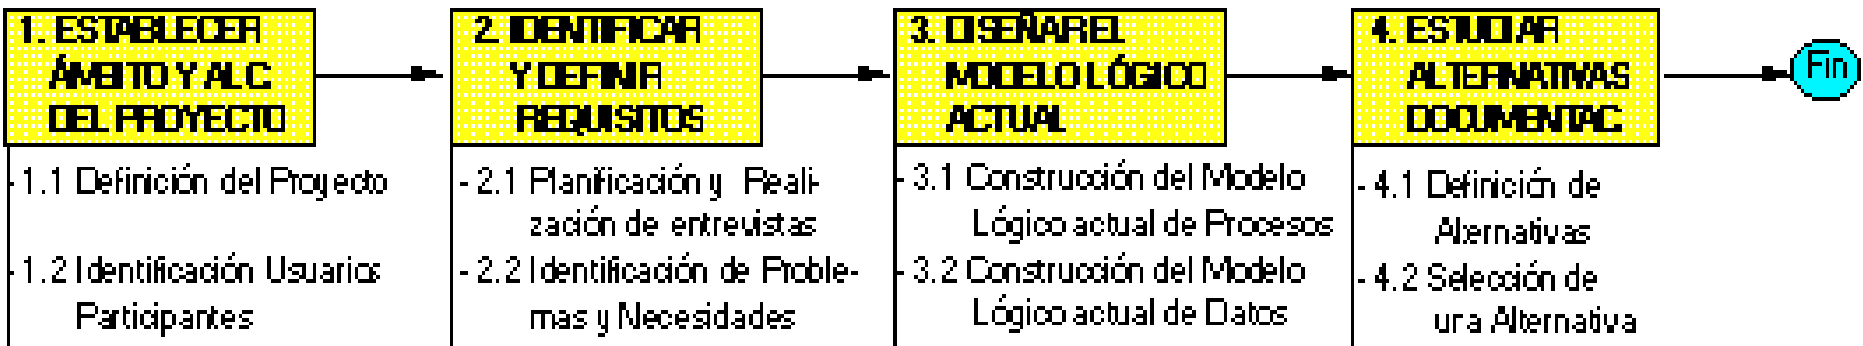 1. ESTABLECER
ÁMBITO Y ALC.
DEL PROYECTO
- 1.1 Definición del Proyecto
- 1.2 Identificación Usuarios
Participantes
2. IDENTIFICAR
Y DEFINIR
REQUISITOS
- 2.1 Planificación y Reali-
zación de entrevistas
- 2.2 Identificación de Proble-
mas y Necesidades
3. DISEÑAR EL
MODELO LÓGICO
ACTUAL
- 3.1 Construcción del Modelo
Lógico actual de Procesos
- 3.2 Construcción del Modelo
Lógico actual de Datos
4. ESTUDIAR
ALTERNATIVAS
DOCUMENTAC.
- 4.1 Definición de
Alternativas
- 4.2 Selección de
una Alternativa
Fin